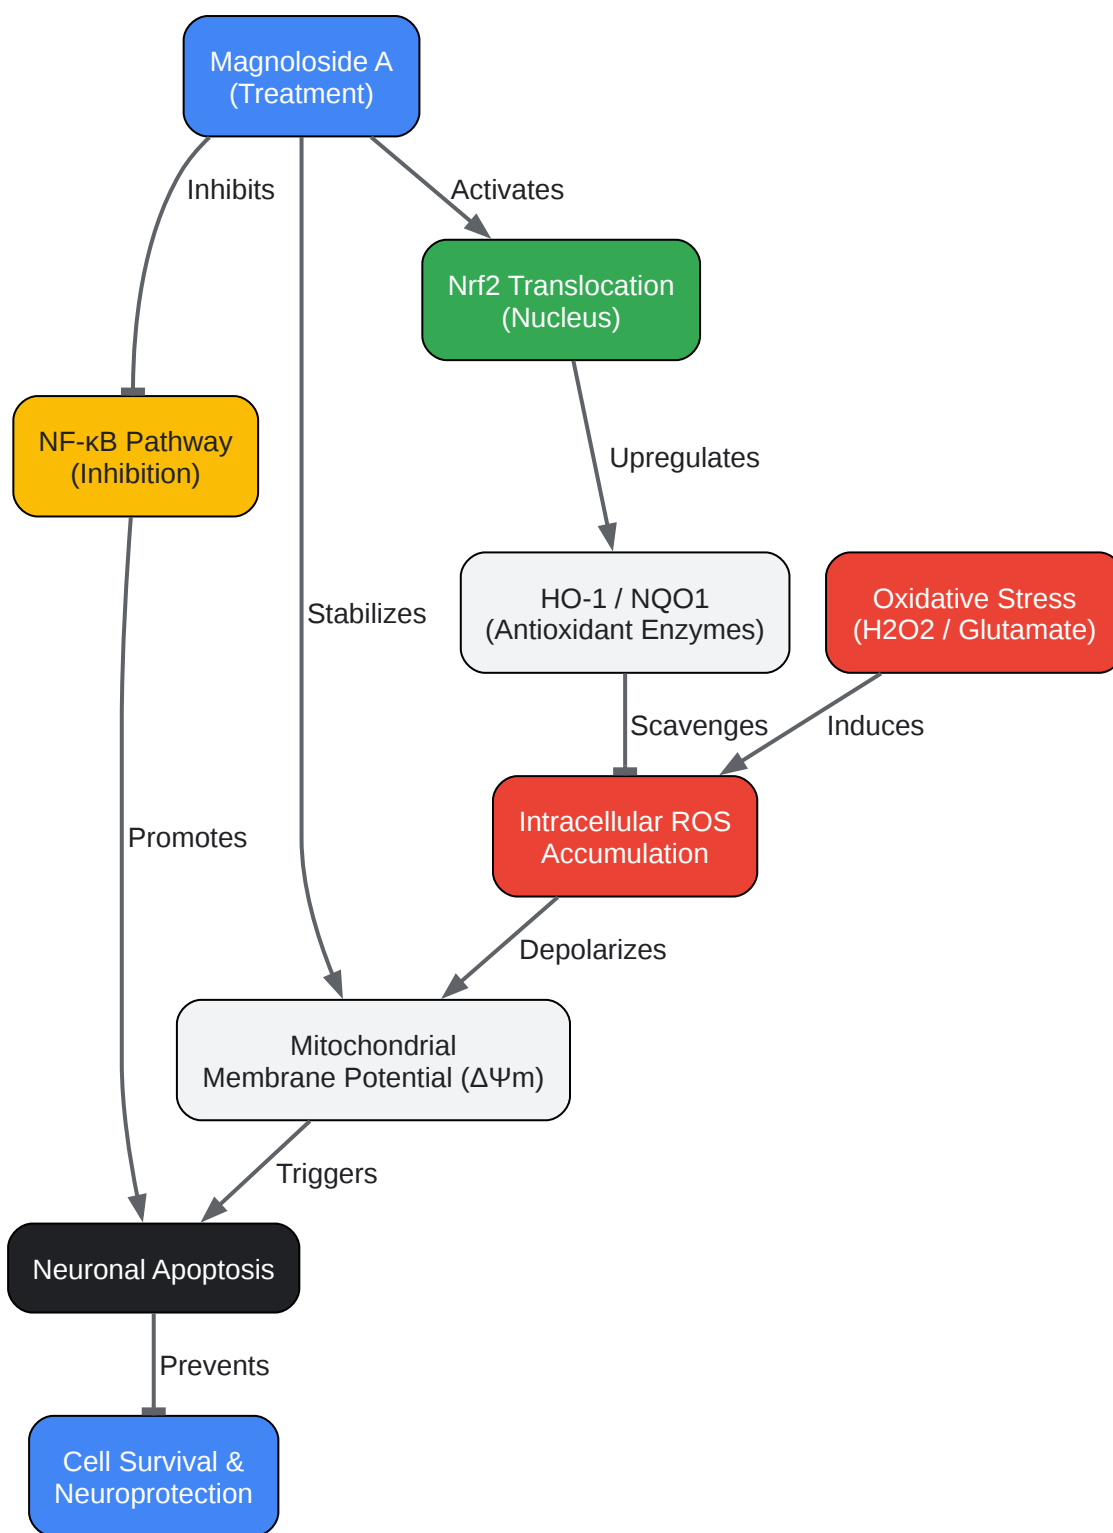 Magnoloside A
(Treatment)
Inhibits
Activates
Nrf2 Translocation
(Nucleus)
NF-κB Pathway
(Inhibition)
Upregulates
HO-1 / NQO1
(Antioxidant Enzymes)
Oxidative Stress
(H2O2 / Glutamate)
Stabilizes
Scavenges
Induces
Promotes
Intracellular ROS
Accumulation
Depolarizes
Mitochondrial
Membrane Potential (ΔΨm)
Triggers
Neuronal Apoptosis
Prevents
Cell Survival &
Neuroprotection